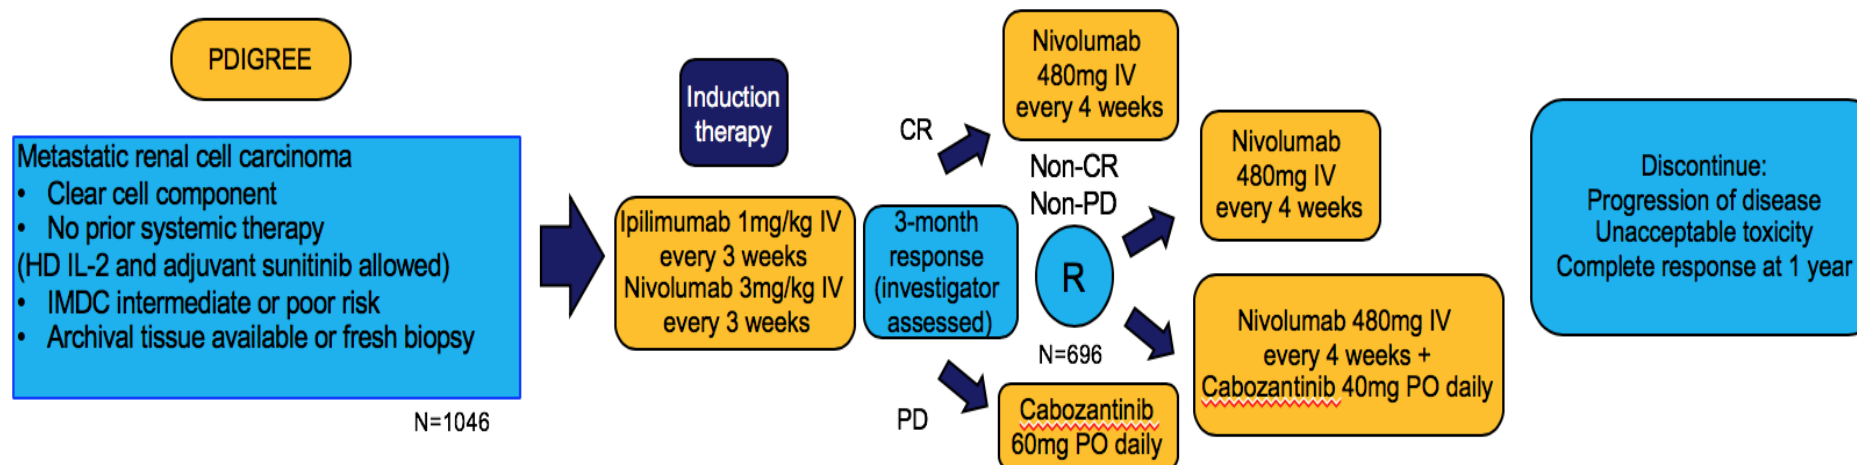 PDIGREE
Metastatic renal cell carcinoma
• Clear cell component
• No prior systemic therapy
(HD IL-2 and adjuvant sunitinib allowed)
• IMDC intermediate or poor risk
• Archival tissue available or fresh biopsy
N=1046
Induction
therapy
Ipilimumab 1mg/kg IV
every 3 weeks
Nivolumab 3mg/kg IV
every 3 weeks
3-month
response
(investigator
assessed)
CR
Nivolumab
480mg IV
every 4 weeks
Non-CR
Non-PD
R
N=696
PD
Cabozantinib
60mg PO daily
Nivolumab
480mg IV
every 4 weeks
Nivolumab 480mg IV
every 4 weeks +
Cabozantinib 40mg PO daily
Discontinue:
Progression of disease
Unacceptable toxicity
Complete response at 1 year